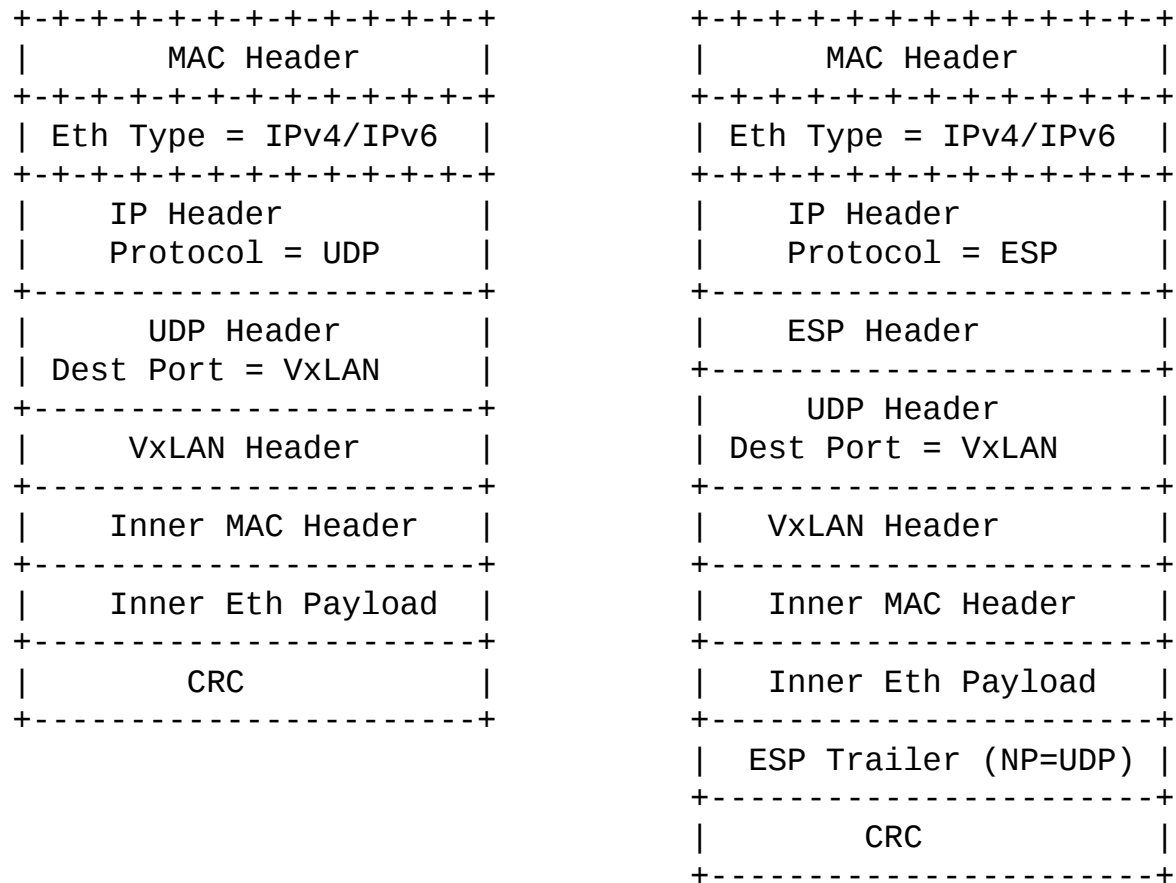 +-+-+-+-+-+-+-+-+-+-+-+-+
| MAC Header |
+-+-+-+-+-+-+-+-+-+-+-+-+
| Eth Type = IPv4/IPv6 |
+-+-+-+-+-+-+-+-+-+-+-+-+
| IP Header |
| Protocol = UDP |
+-----------------------+
| UDP Header |
| Dest Port = VxLAN |
+-----------------------+
| VxLAN Header |
+-----------------------+
| Inner MAC Header |
+-----------------------+
| Inner Eth Payload |
+-----------------------+
| CRC |
+-----------------------+
+-+-+-+-+-+-+-+-+-+-+-+-+
| MAC Header |
+-+-+-+-+-+-+-+-+-+-+-+-+
| Eth Type = IPv4/IPv6 |
+-+-+-+-+-+-+-+-+-+-+-+-+
| IP Header |
| Protocol = ESP |
+-----------------------+
| ESP Header |
+-----------------------+
| UDP Header |
| Dest Port = VxLAN |
+-----------------------+
| VxLAN Header |
+-----------------------+
| Inner MAC Header |
+-----------------------+
| Inner Eth Payload |
+-----------------------+
| ESP Trailer (NP=UDP) |
+-----------------------+
| CRC |
+-----------------------+